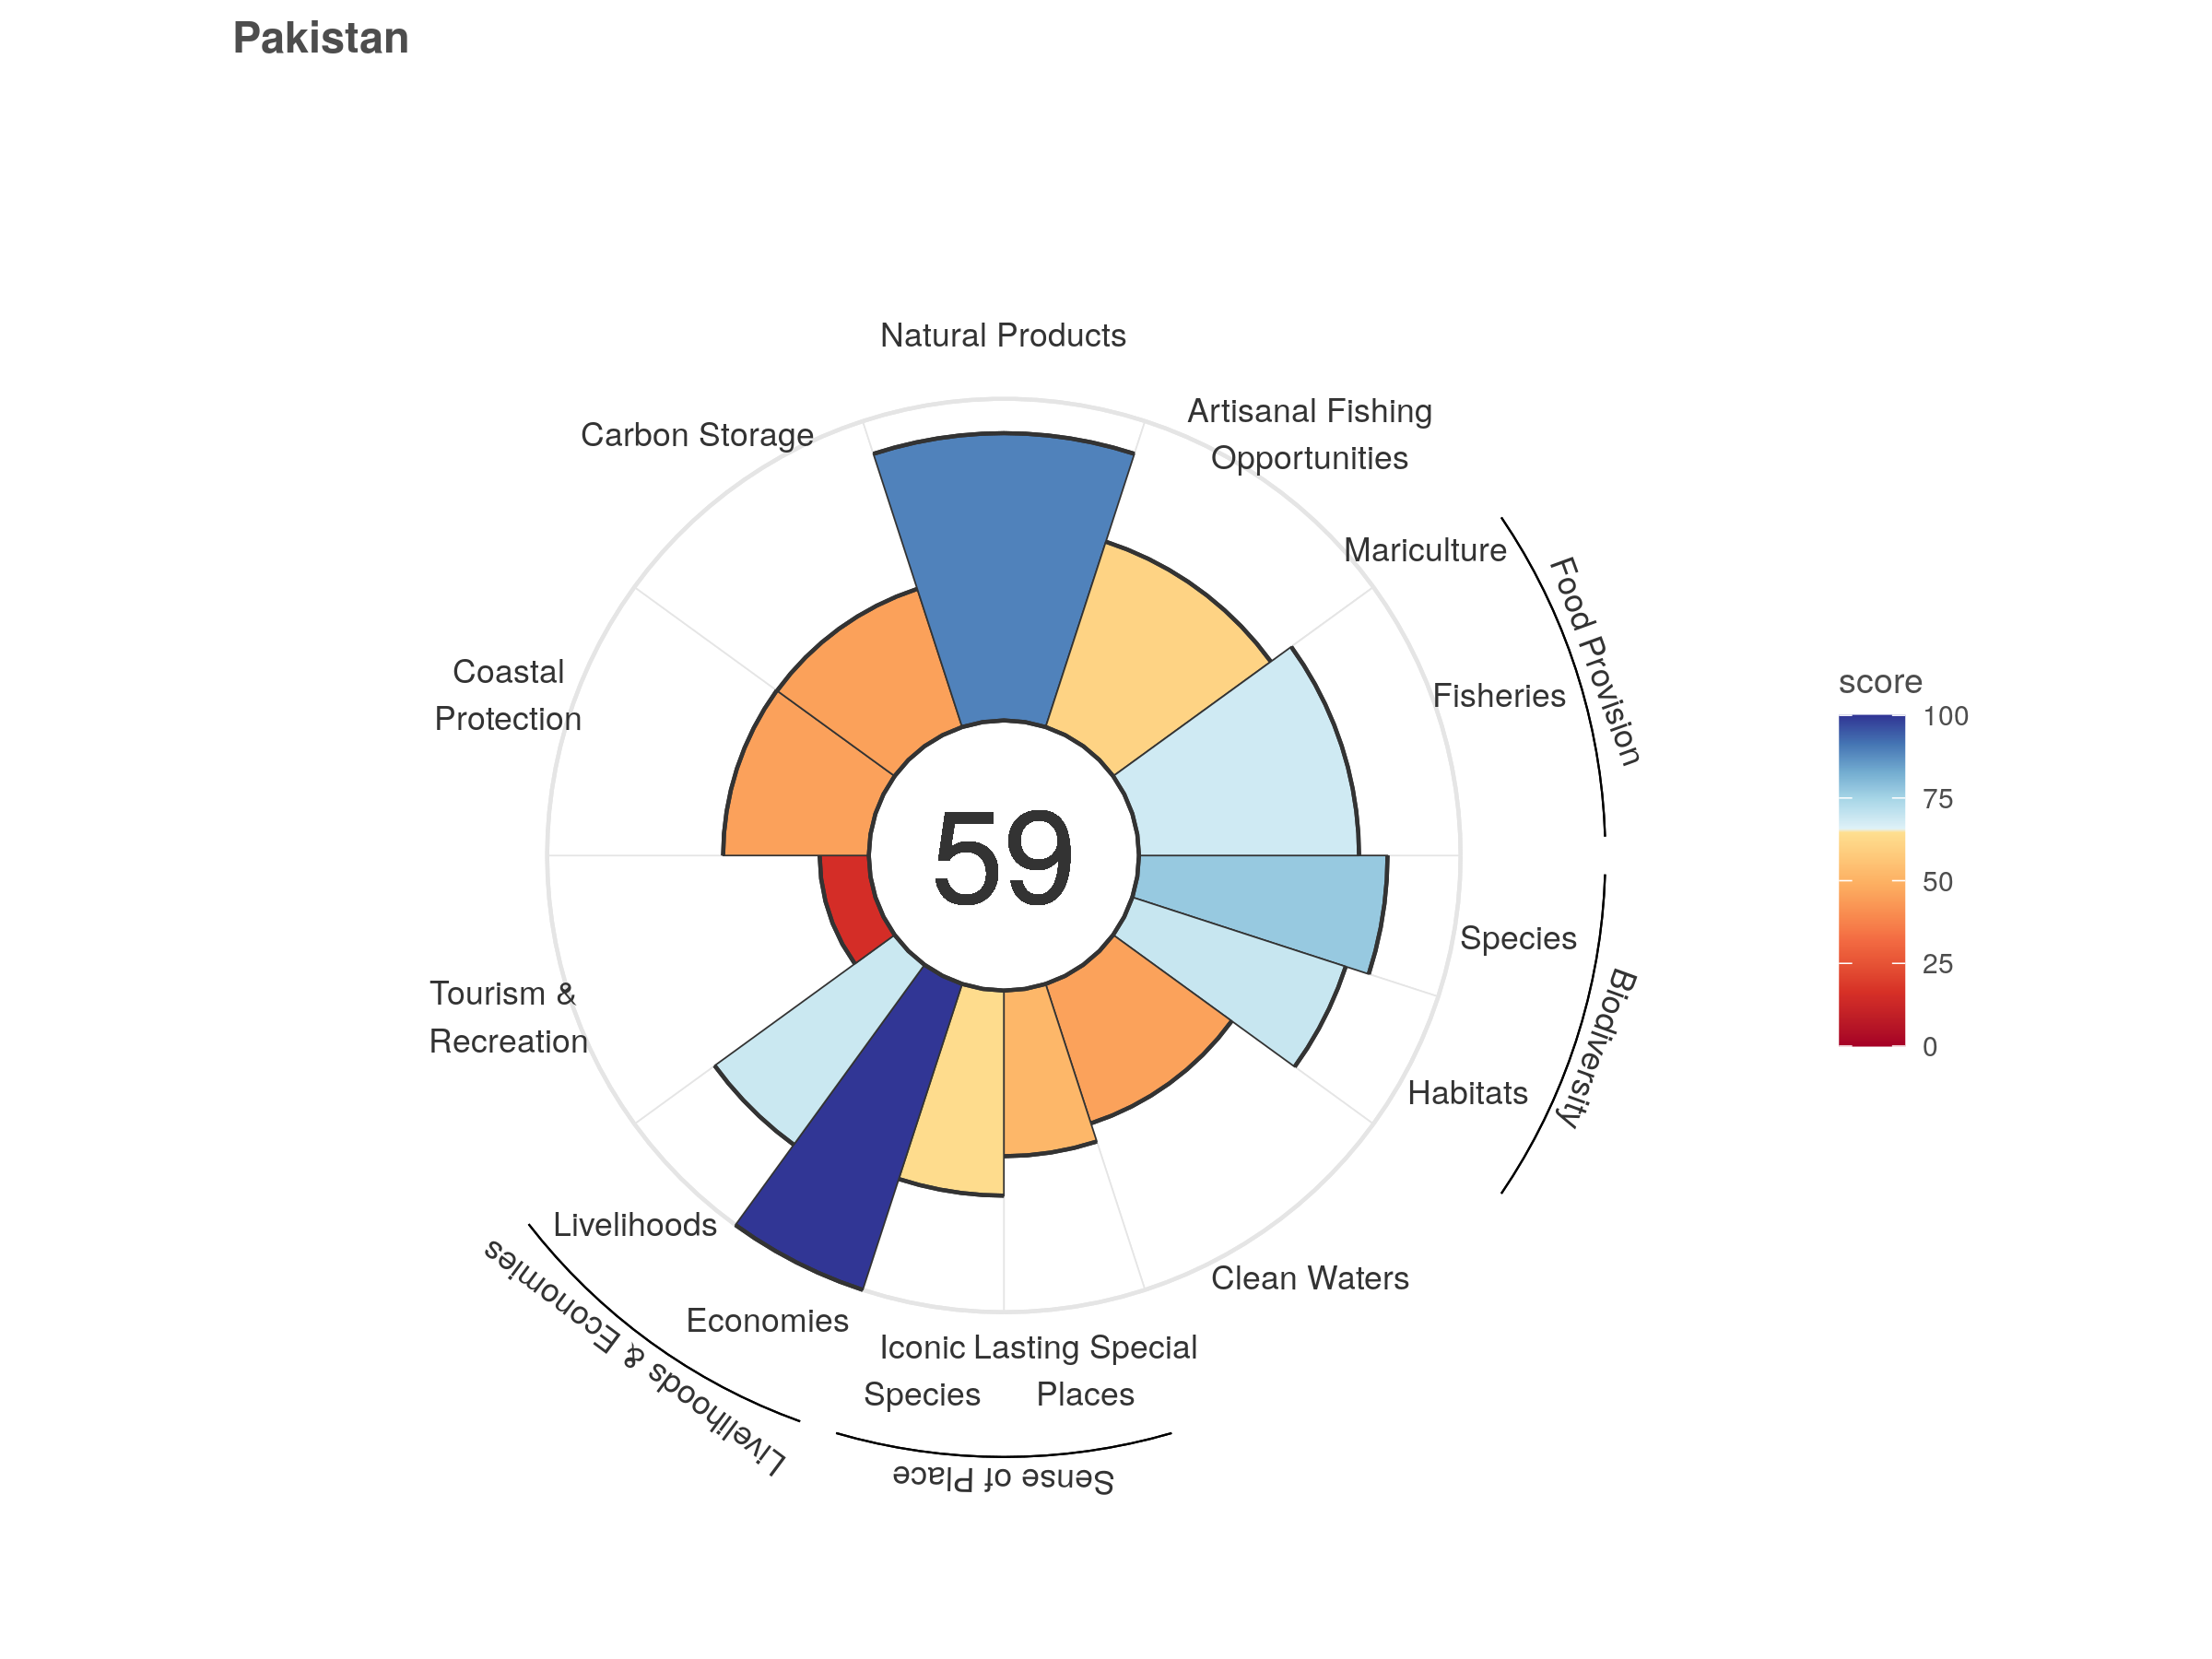 Pakistan
Natural Products
Artisanal Fishing
Opportunities
Carbon Storage
Mariculture
Food Provision
Fisheries
Coastal
Protection
score
100
75
50
25
0
59
Species
Biodiversity
Habitats
Tourism &
Recreation
Livelihoods
Clean Waters
Economies
Livelihoods & Economies
Iconic
Species
Lasting Special
Places
Sense of Place